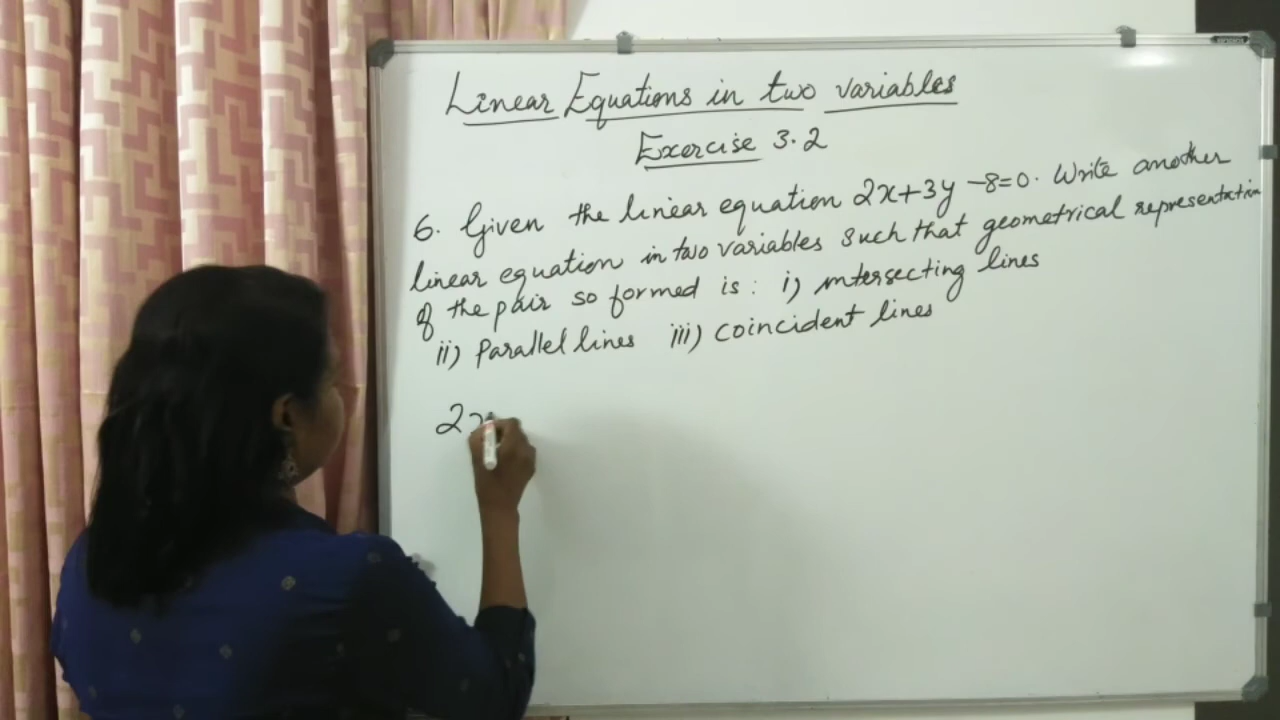 Linear Equations in two variables
Exercise 3.2
6. Given the linear equation 2x+3y-8=0. Write another
linear equation in two variables such that geometrical representation
of the pair so formed is: i) intersecting lines
ii) Parallel lines iii) coincident lines
2x